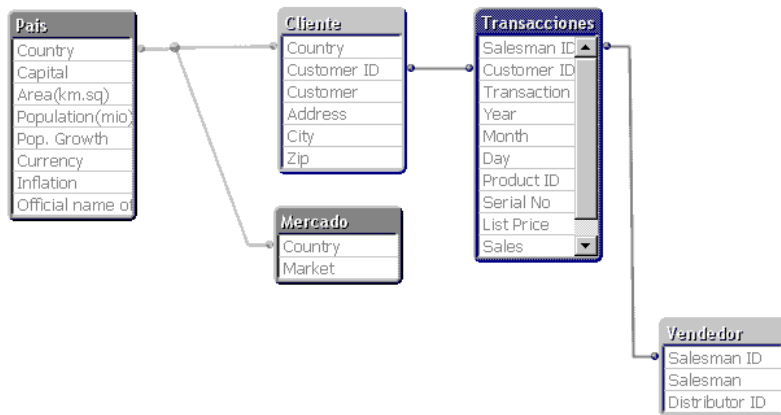 Pais
Country
Capital
Area(km.sq)
Population(mio)
Pop. Growth
Currency
Inflation
Official name of
Cliente
Country
Customer ID
Customer
Address
City
Zip
Mercado
Country
Market
Transacciones
Salesman ID
Customer ID
Transaction
Year
Month
Day
Product ID
Serial No
List Price
Sales
Vendedor
Salesman ID
Salesman
Distributor ID